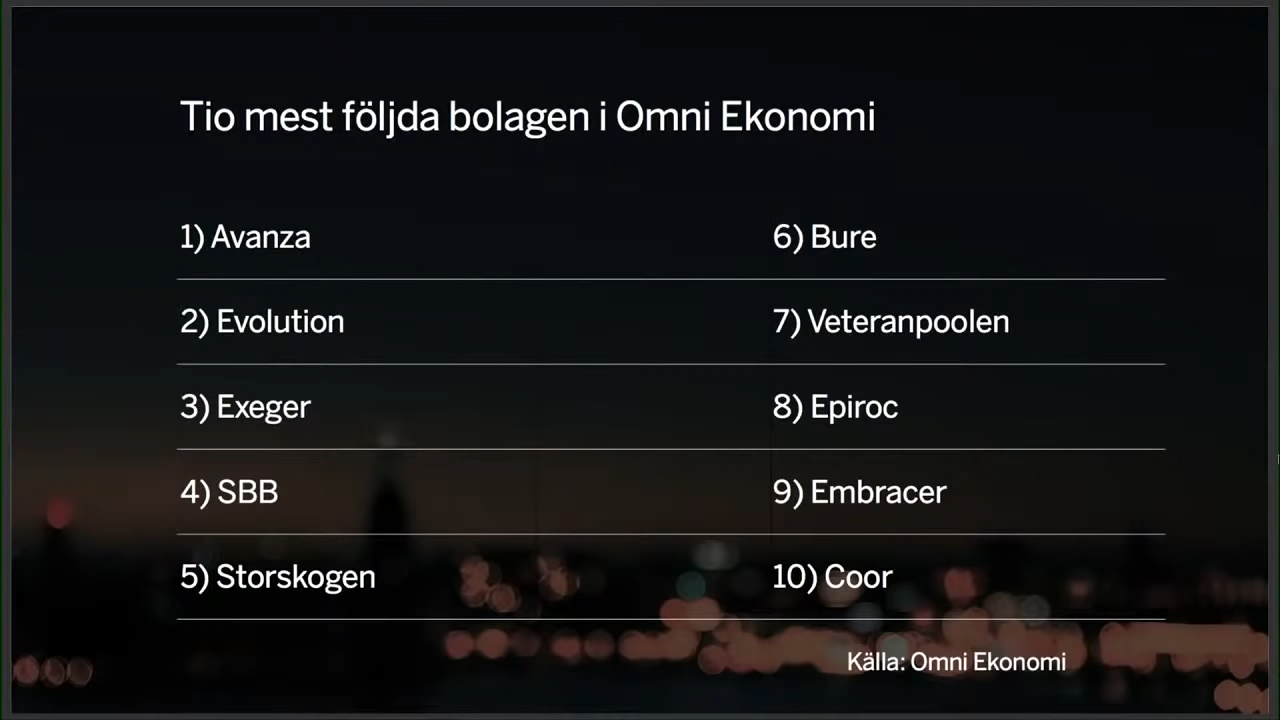 Tio mest följda bolagen i Omni Ekonomi
1) Avanza
2) Evolution
3) Exeger
4) SBB
5) Storskogen
6) Bure
7) Veteranpoolen
8) Epiroc
9) Embracer
10) Coor
Källa: Omni Ekonomi